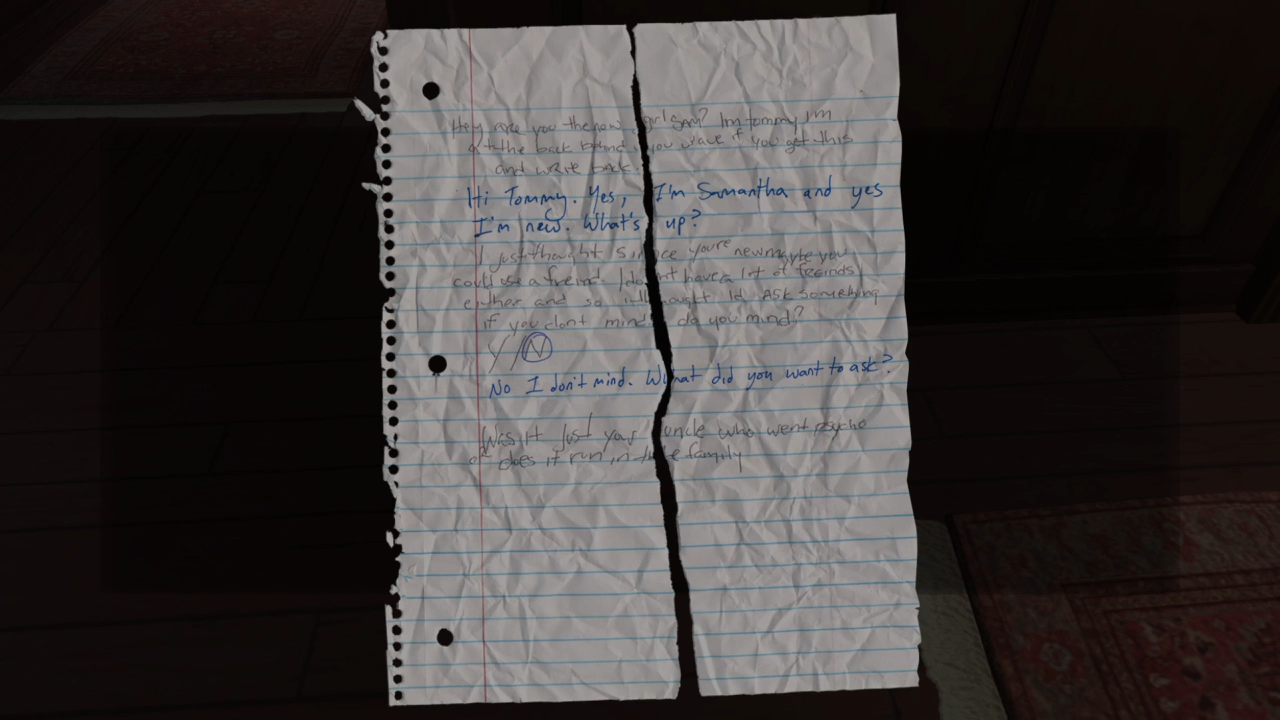 Hey are you the new girl Sam? Im tommy Im
at the back behind you wave if you get this
and write back
Hi Tommy. Yes, I'm Samantha and yes
I'm new. What's up?
I just thought since you're new maybe you
could use a freind. I dont have a lot of freinds
either and so I thought Id ask something
if you dont mind. do you mind?
Y/N
No I don't mind. What did you want to ask?
Was it just your uncle who went psycho
or does it run in the family